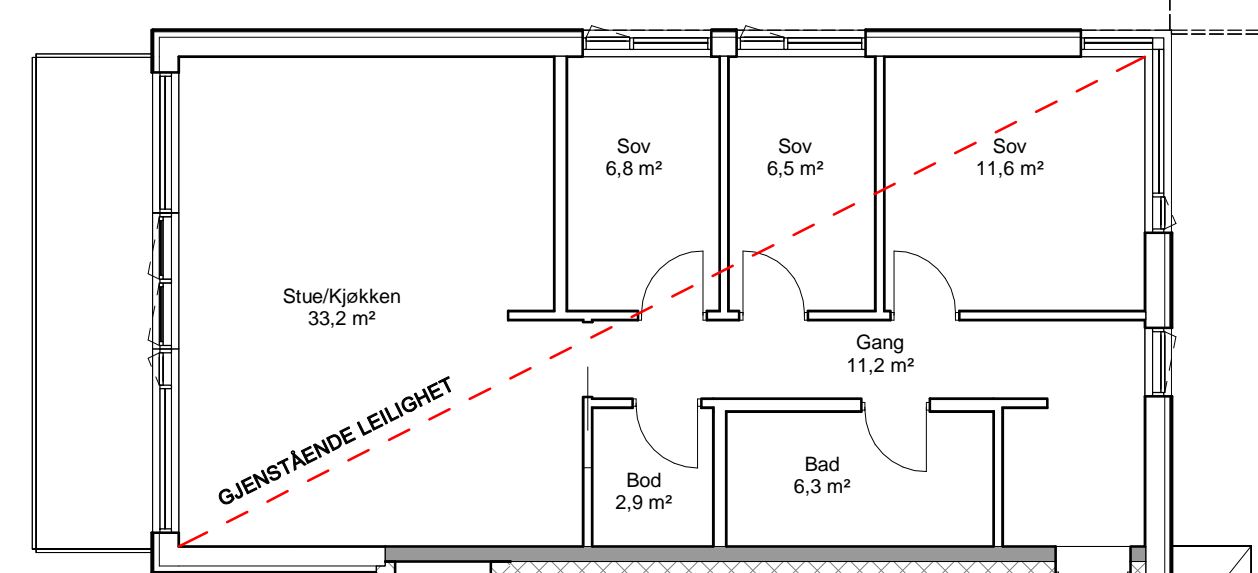 Sov
6,8 m²
Sov
6,5 m²
Sov
11,6 m²
Stue/Kjøkken
33,2 m²
Gang
11,2 m²
GJENSTÅENDE LEILIGHET
Bod
2,9 m²
Bad
6,3 m²